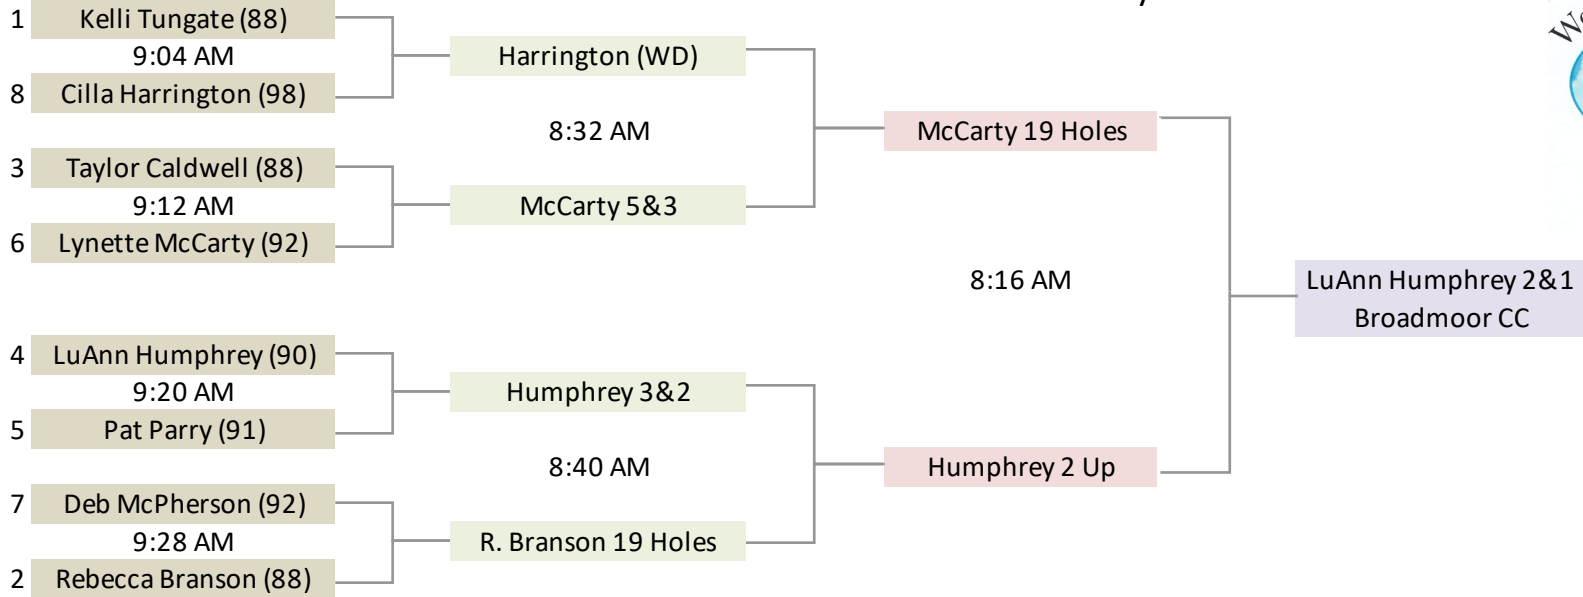 1 Kelli Tungate (88)
9:04 AM
8 Cilla Harrington (98)
3 Taylor Caldwell (88)
9:12 AM
6 Lynette McCarty (92)
4 LuAnn Humphrey (90)
9:20 AM
5 Pat Parry (91)
7 Deb McPherson (92)
9:28 AM
2 Rebecca Branson (88)
Harrington (WD)
8:32 AM
McCarty 5&3
Humphrey 3&2
8:40 AM
R. Branson 19 Holes
McCarty 19 Holes
8:16 AM
Humphrey 2 Up
LuAnn Humphrey 2&1
Broadmoor CC